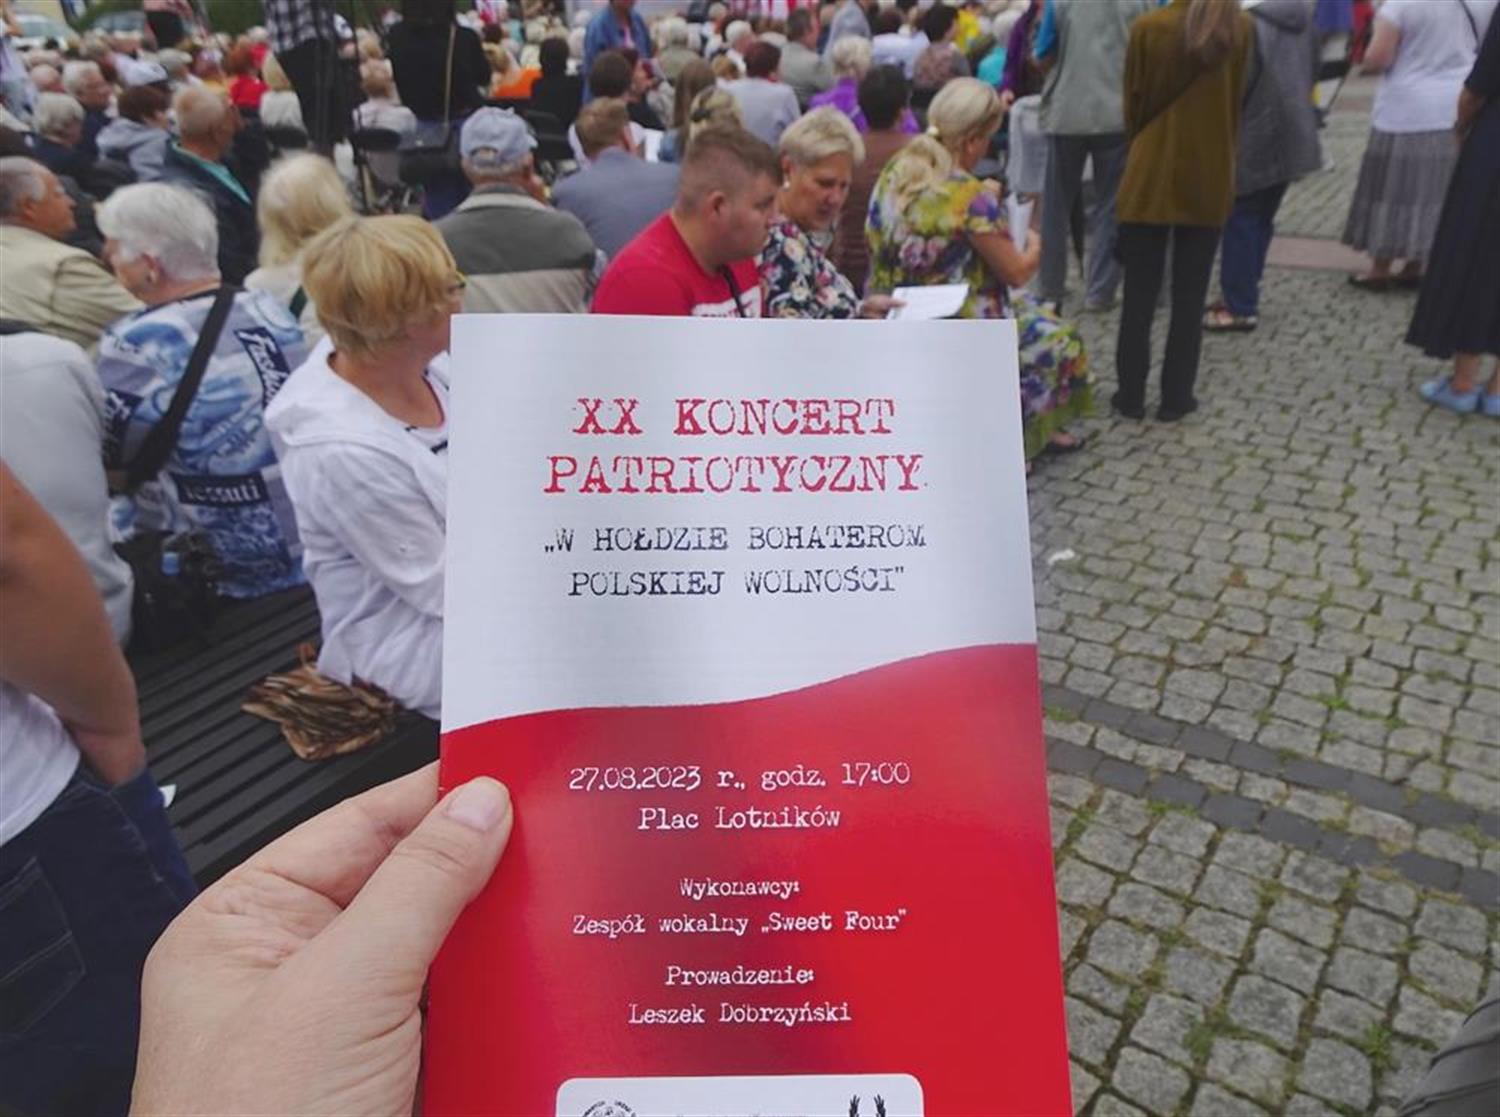 XX KONCERT
PATRIOTYCZNY
„W HOŁDZIE BOHATEROM
POLSKIEJ WOLNOŚCI”
27.08.2023 r., godz. 17:00
Plac Lotników
Wykonawcy:
Zespół wokalny „Sweet Four”
Prowadzenie:
Leszek Dobrzyński